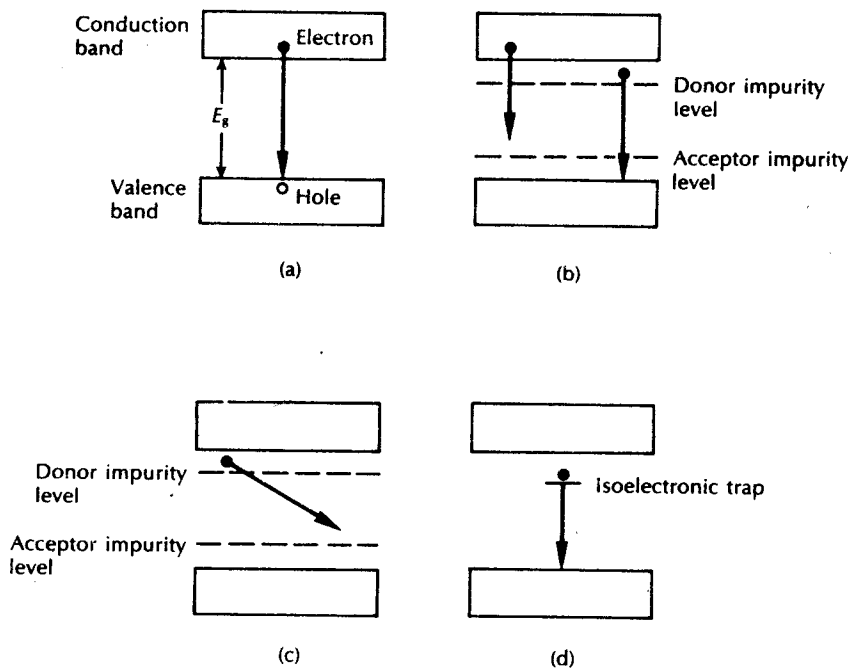 Conduction
band
Electron
E_g
Valence
band
Hole
(a)
Donor impurity
level
Acceptor impurity
level
(b)
Donor impurity
level
Acceptor impurity
level
(c)
Isoelectronic trap
(d)